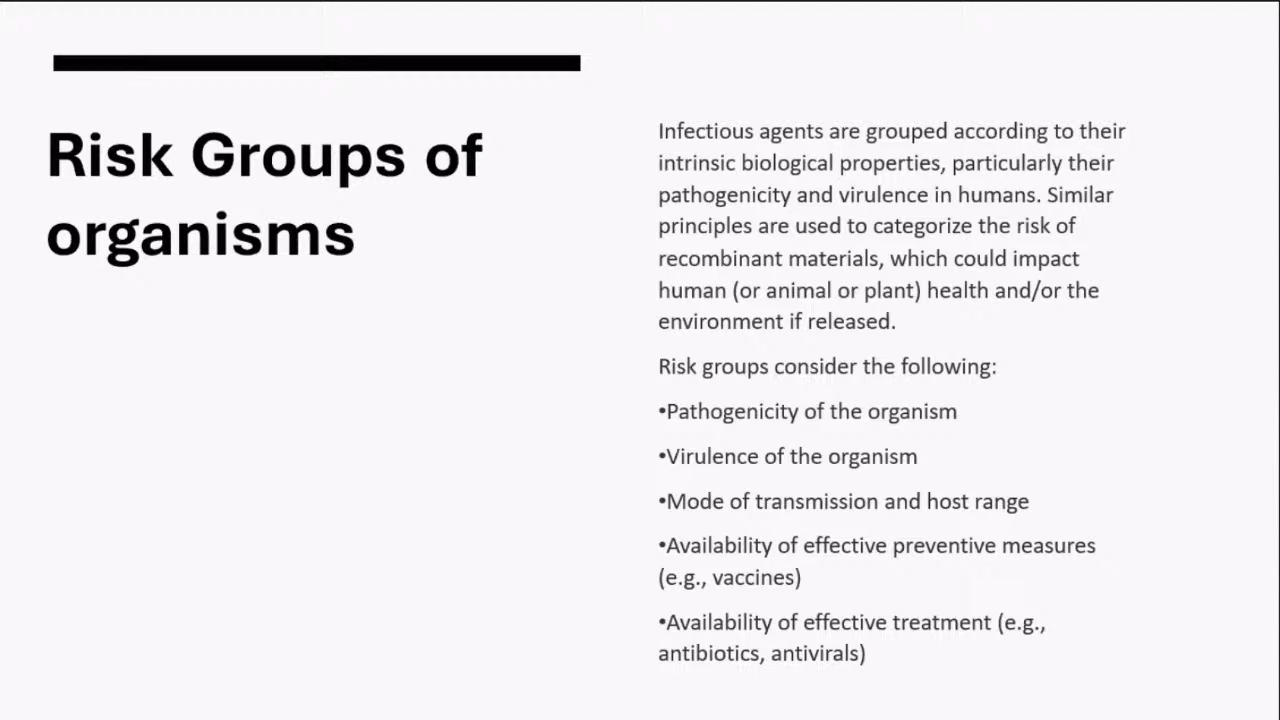 Risk Groups of
organisms
Infectious agents are grouped according to their
intrinsic biological properties, particularly their
pathogenicity and virulence in humans. Similar
principles are used to categorize the risk of
recombinant materials, which could impact
human (or animal or plant) health and/or the
environment if released.
Risk groups consider the following:
•Pathogenicity of the organism
•Virulence of the organism
•Mode of transmission and host range
•Availability of effective preventive measures
(e.g., vaccines)
•Availability of effective treatment (e.g.,
antibiotics, antivirals)